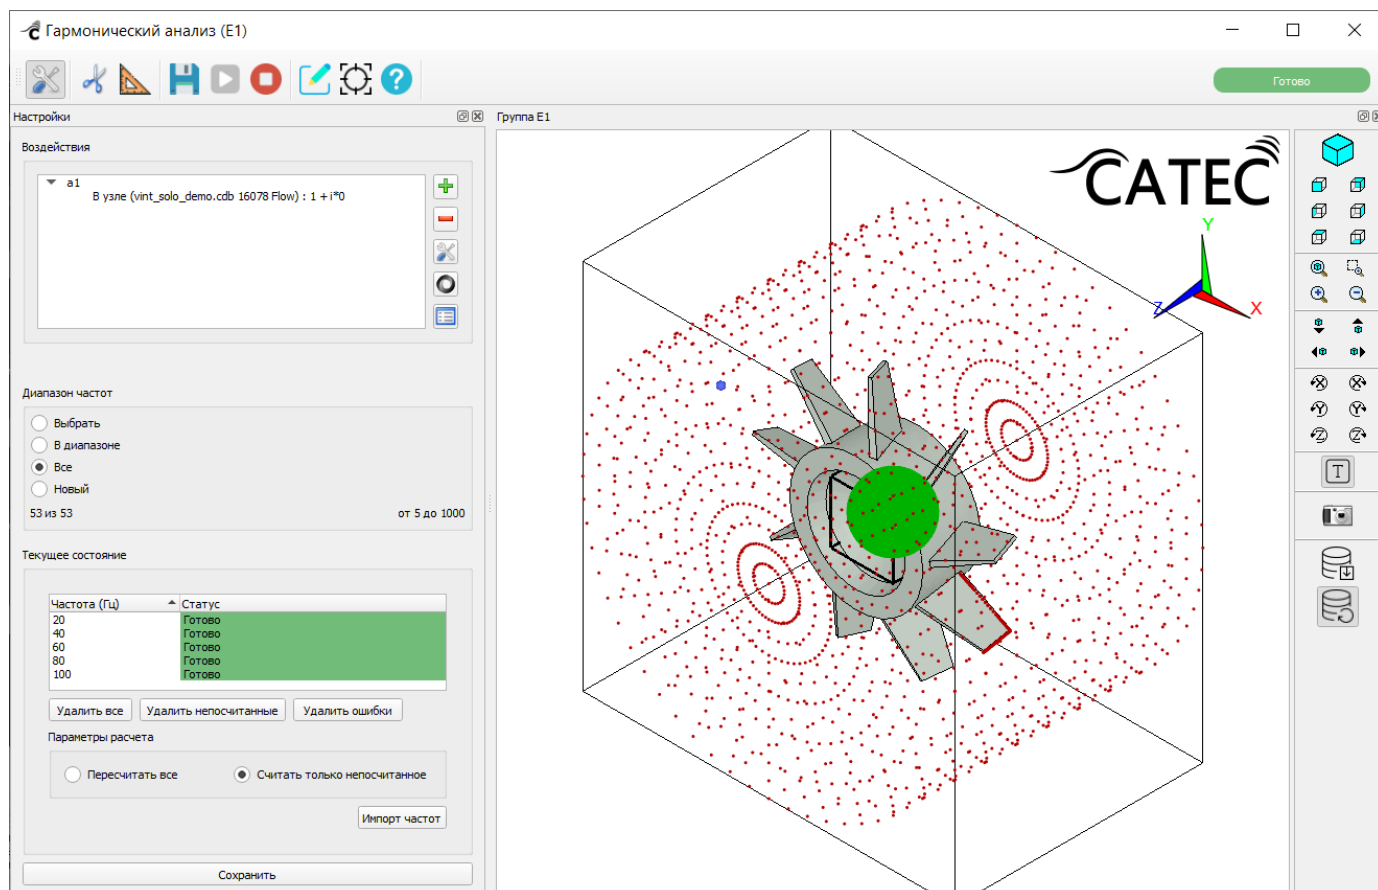 Гармонический анализ (E1)
Готово
Настройки
Группа E1
Воздействия
a1
В узле (vint_solo_demo.cdb 16078 Flow) : 1 + i*0
CATEC
Y
Z
X
Диапазон частот
Выбрать
В диапазоне
Все
Новый
53 из 53
от 5 до 1000
Текущее состояние
Частота (Гц) Статус
20 Готово
40 Готово
60 Готово
80 Готово
100 Готово
Удалить все Удалить непосчитанные Удалить ошибки
Параметры расчета
Пересчитать все Считать только непосчитанное
Импорт частот
Сохранить
X X
Y Y
Z Z
T